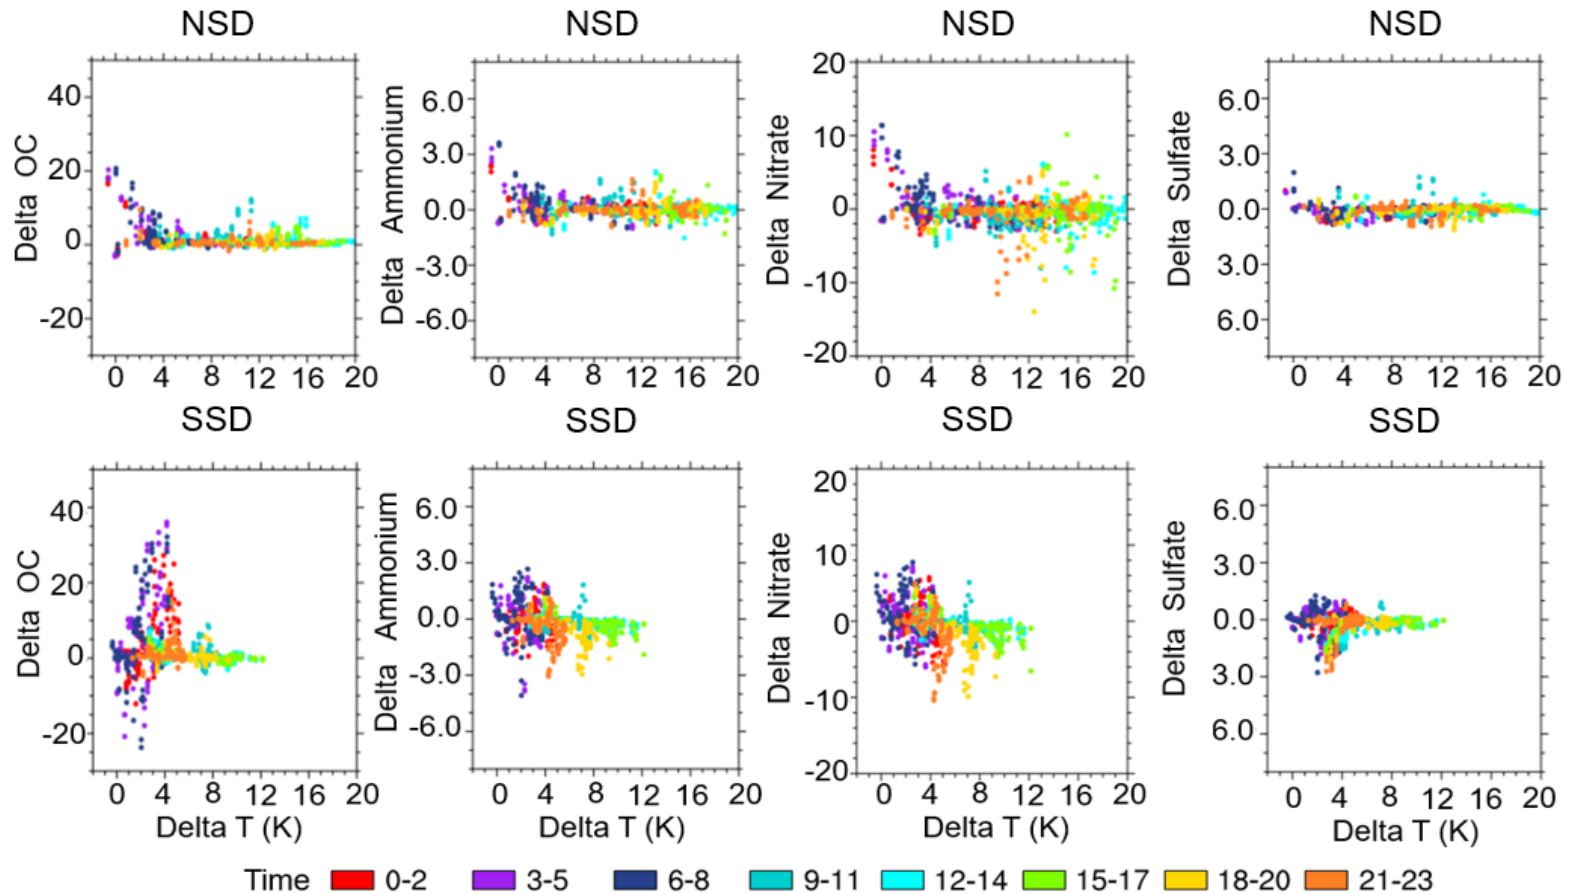 NSD NSD NSD NSD
Delta OC
40
20
0
-20
0 4 8 12 16 20
Delta Ammonium
6.0
3.0
0.0
-3.0
-6.0
0 4 8 12 16 20
Delta Nitrate
20
10
0
-10
-20
0 4 8 12 16 20
Delta Sulfate
6.0
3.0
0.0
3.0
6.0
0 4 8 12 16 20
SSD SSD SSD SSD
Delta OC
40
20
0
-20
0 4 8 12 16 20
Delta T (K)
Delta Ammonium
6.0
3.0
0.0
-3.0
-6.0
0 4 8 12 16 20
Delta T (K)
Delta Nitrate
20
10
0
-10
-20
0 4 8 12 16 20
Delta T (K)
Delta Sulfate
6.0
3.0
0.0
3.0
6.0
0 4 8 12 16 20
Delta T (K)
Time 0-2 3-5 6-8 9-11 12-14 15-17 18-20 21-23